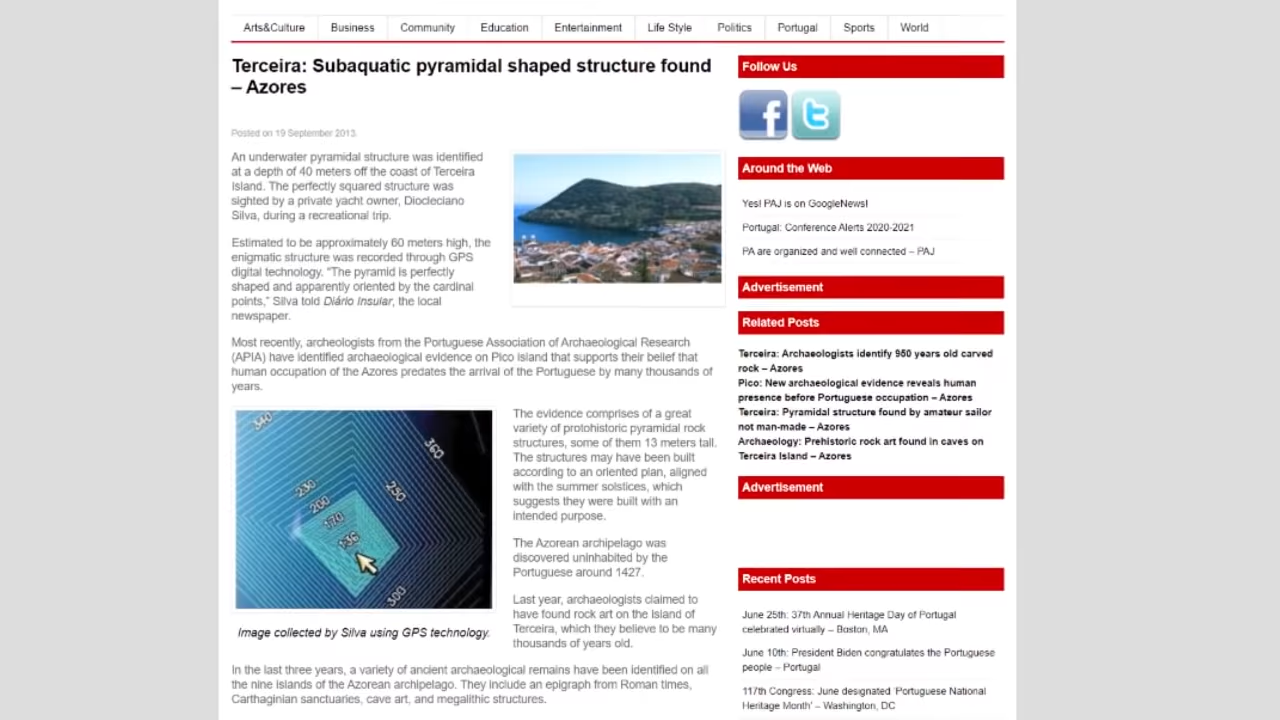 Arts&Culture Business Community Education Entertainment Life Style Politics Portugal Sports World
Terceira: Subaquatic pyramidal shaped structure found
– Azores
Posted on 19 September 2013.
An underwater pyramidal structure was identified
at a depth of 40 meters off the coast of Terceira
Island. The perfectly squared structure was
sighted by a private yacht owner, Diocleciano
Silva, during a recreational trip.
Estimated to be approximately 60 meters high, the
enigmatic structure was recorded through GPS
digital technology. “The pyramid is perfectly
shaped and apparently oriented by the cardinal
points,” Silva told Diário Insular, the local
newspaper.
Most recently, archeologists from the Portuguese Association of Archaeological Research
(APIA) have identified archaeological evidence on Pico island that supports their belief that
human occupation of the Azores predates the arrival of the Portuguese by many thousands of
years.
340
360
230
250
200
170
136
300
Image collected by Silva using GPS technology.
The evidence comprises of a great
variety of protohistoric pyramidal rock
structures, some of them 13 meters tall.
The structures may have been built
according to an oriented plan, aligned
with the summer solstices, which
suggests they were built with an
intended purpose.
The Azorean archipelago was
discovered uninhabited by the
Portuguese around 1427.
Last year, archaeologists claimed to
have found rock art on the Island of
Terceira, which they believe to be many
thousands of years old.
In the last three years, a variety of ancient archaeological remains have been identified on all
the nine islands of the Azorean archipelago. They include an epigraph from Roman times,
Carthaginian sanctuaries, cave art, and megalithic structures.
Follow Us
f t
Around the Web
Yes! PAJ is on GoogleNews!
Portugal: Conference Alerts 2020-2021
PA are organized and well connected – PAJ
Advertisement
Related Posts
Terceira: Archaeologists identify 950 years old carved
rock – Azores
Pico: New archaeological evidence reveals human
presence before Portuguese occupation – Azores
Terceira: Pyramidal structure found by amateur sailor
not man-made – Azores
Archaeology: Prehistoric rock art found in caves on
Terceira Island – Azores
Advertisement
Recent Posts
June 25th: 37th Annual Heritage Day of Portugal
celebrated virtually – Boston, MA
June 10th: President Biden congratulates the Portuguese
people – Portugal
117th Congress: June designated ‘Portuguese National
Heritage Month’ – Washington, DC